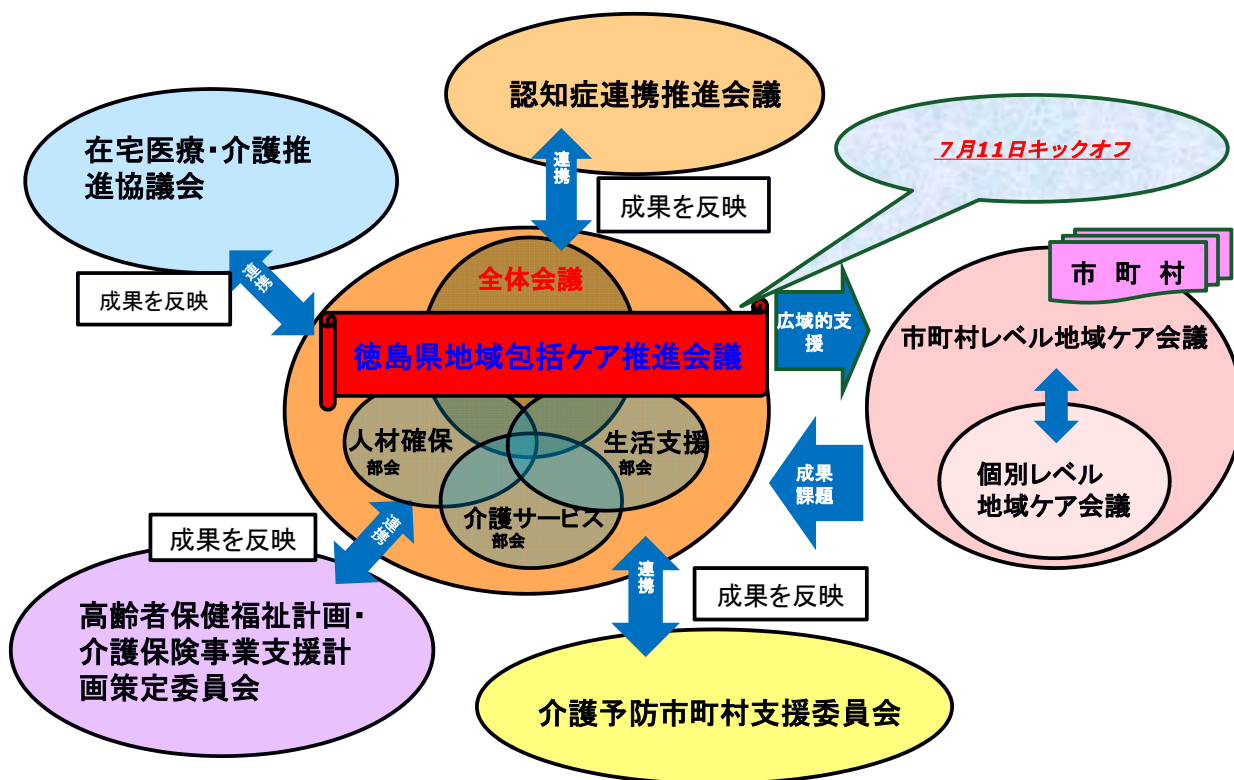 認知症連携推進会議
在宅医療・介護推
進協議会
7月11日キックオフ
連携
成果を反映
連携
成果を反映
全体会議
市 町 村
徳島県地域包括ケア推進会議
広域的支
援
市町村レベル地域ケア会議
人材確保
部会
生活支援
部会
介護サービス
部会
成果
課題
個別レベル
地域ケア会議
連携
成果を反映
連携
成果を反映
高齢者保健福祉計画・
介護保険事業支援計
画策定委員会
介護予防市町村支援委員会